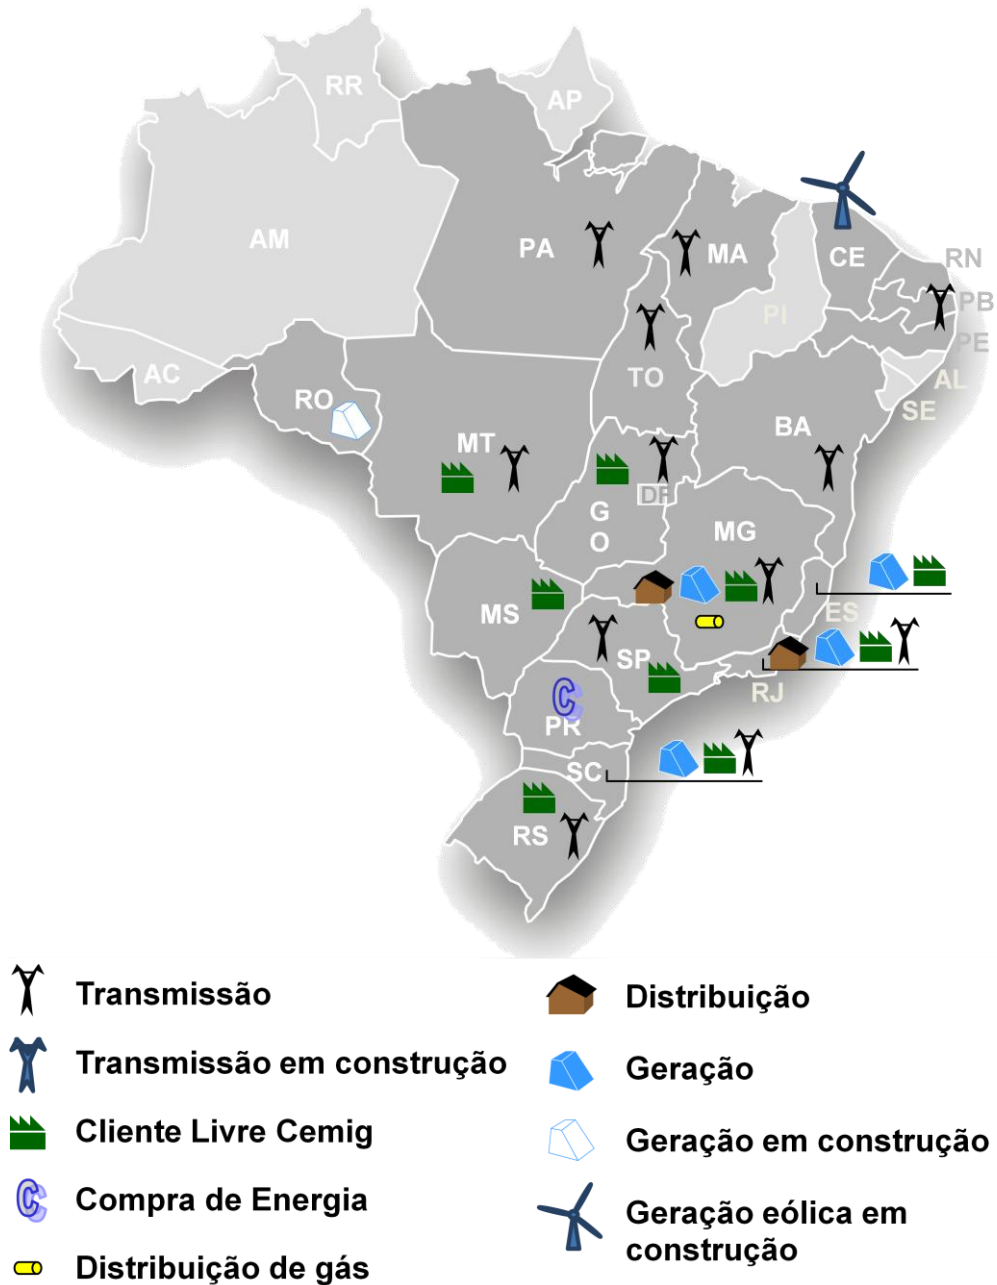 RR
AP
AM
PA
MA
CE
RN
PB
PI
PE
TO
AC
AL
RO
SE
BA
MT
DF
G
O
MG
MS
ES
SP
RJ
C
PR
SC
RS
Transmissão
Distribuição
Transmissão em construção
Geração
Cliente Livre Cemig
Geração em construção
Compra de Energia
Geração eólica em
construção
Distribuição de gás